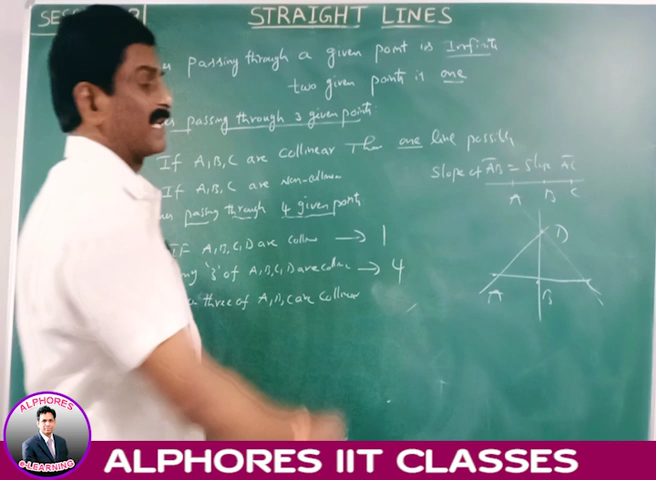 SESS
STRAIGHT LINES
passing through a given point is Infinite
two given points is one
passing through 3 given points
If A, B, C are collinear Then one line possible
Slope of AB = Slope AC
If A, B, C are non-collinear
A B C
passing through 4 given points
D
If A, B, C, D are collinear → 1
'3' of A, B, C, D are collinear → 4
A B
three of A, B, C are collinear
ALPHORES
e-LEARNING
ALPHORES IIT CLASSES